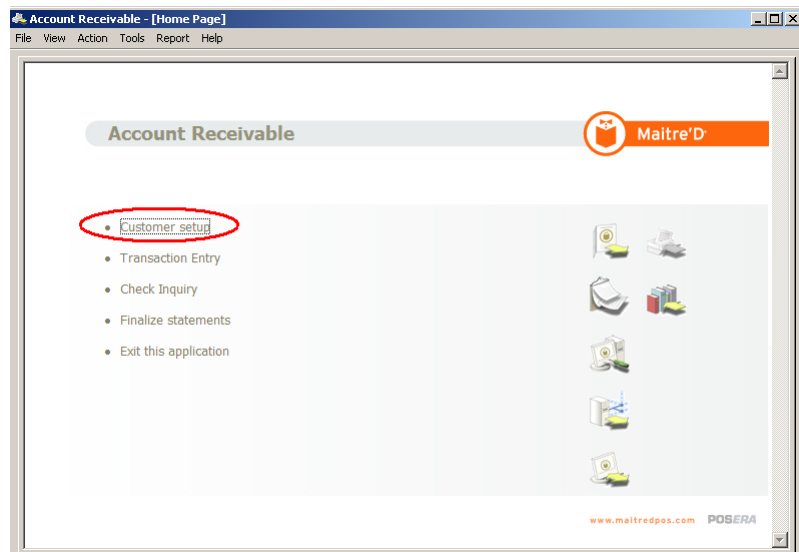 Account Receivable - [Home Page]
File View Action Tools Report Help
Account Receivable
Maitre'D
Customer setup
Transaction Entry
Check Inquiry
Finalize statements
Exit this application
www.maitredpos.com POSERA